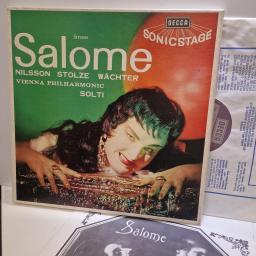 Strauss
Salome
DECCA
SONICSTAGE
NILSSON STOLZE WÄCHTER
VIENNA PHILHARMONIC
SOLTI
Salome